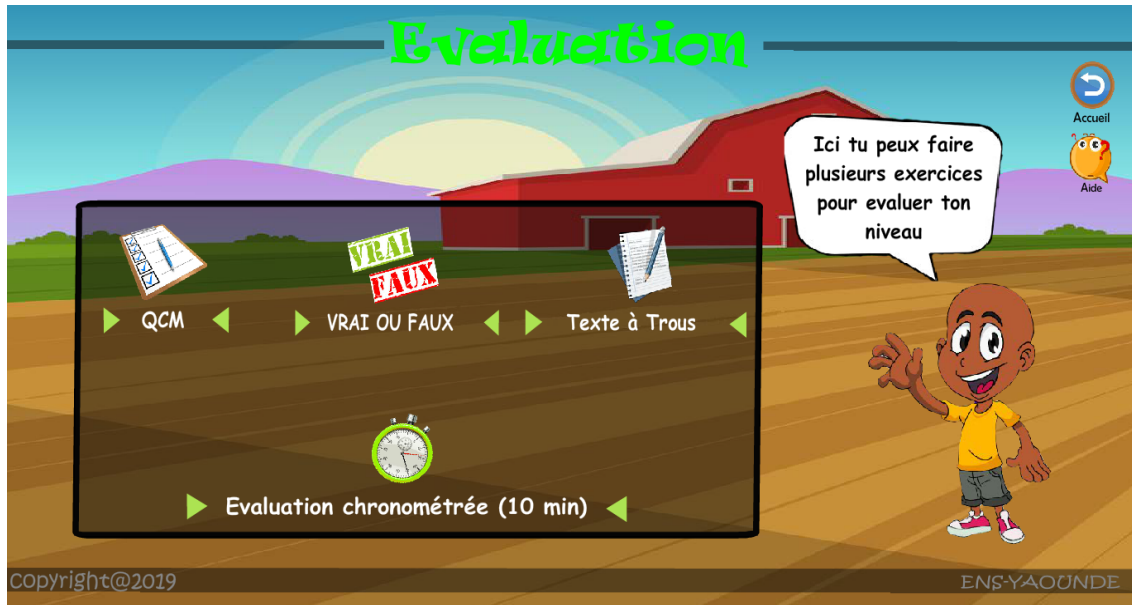 Evaluation
Accueil
Aide
Ici tu peux faire
plusieurs exercices
pour evaluer ton
niveau
VRAI
FAUX
QCM
VRAI OU FAUX
Texte à Trous
Evaluation chronométrée (10 min)
Copyright@2019
ENS-YAOUNDE